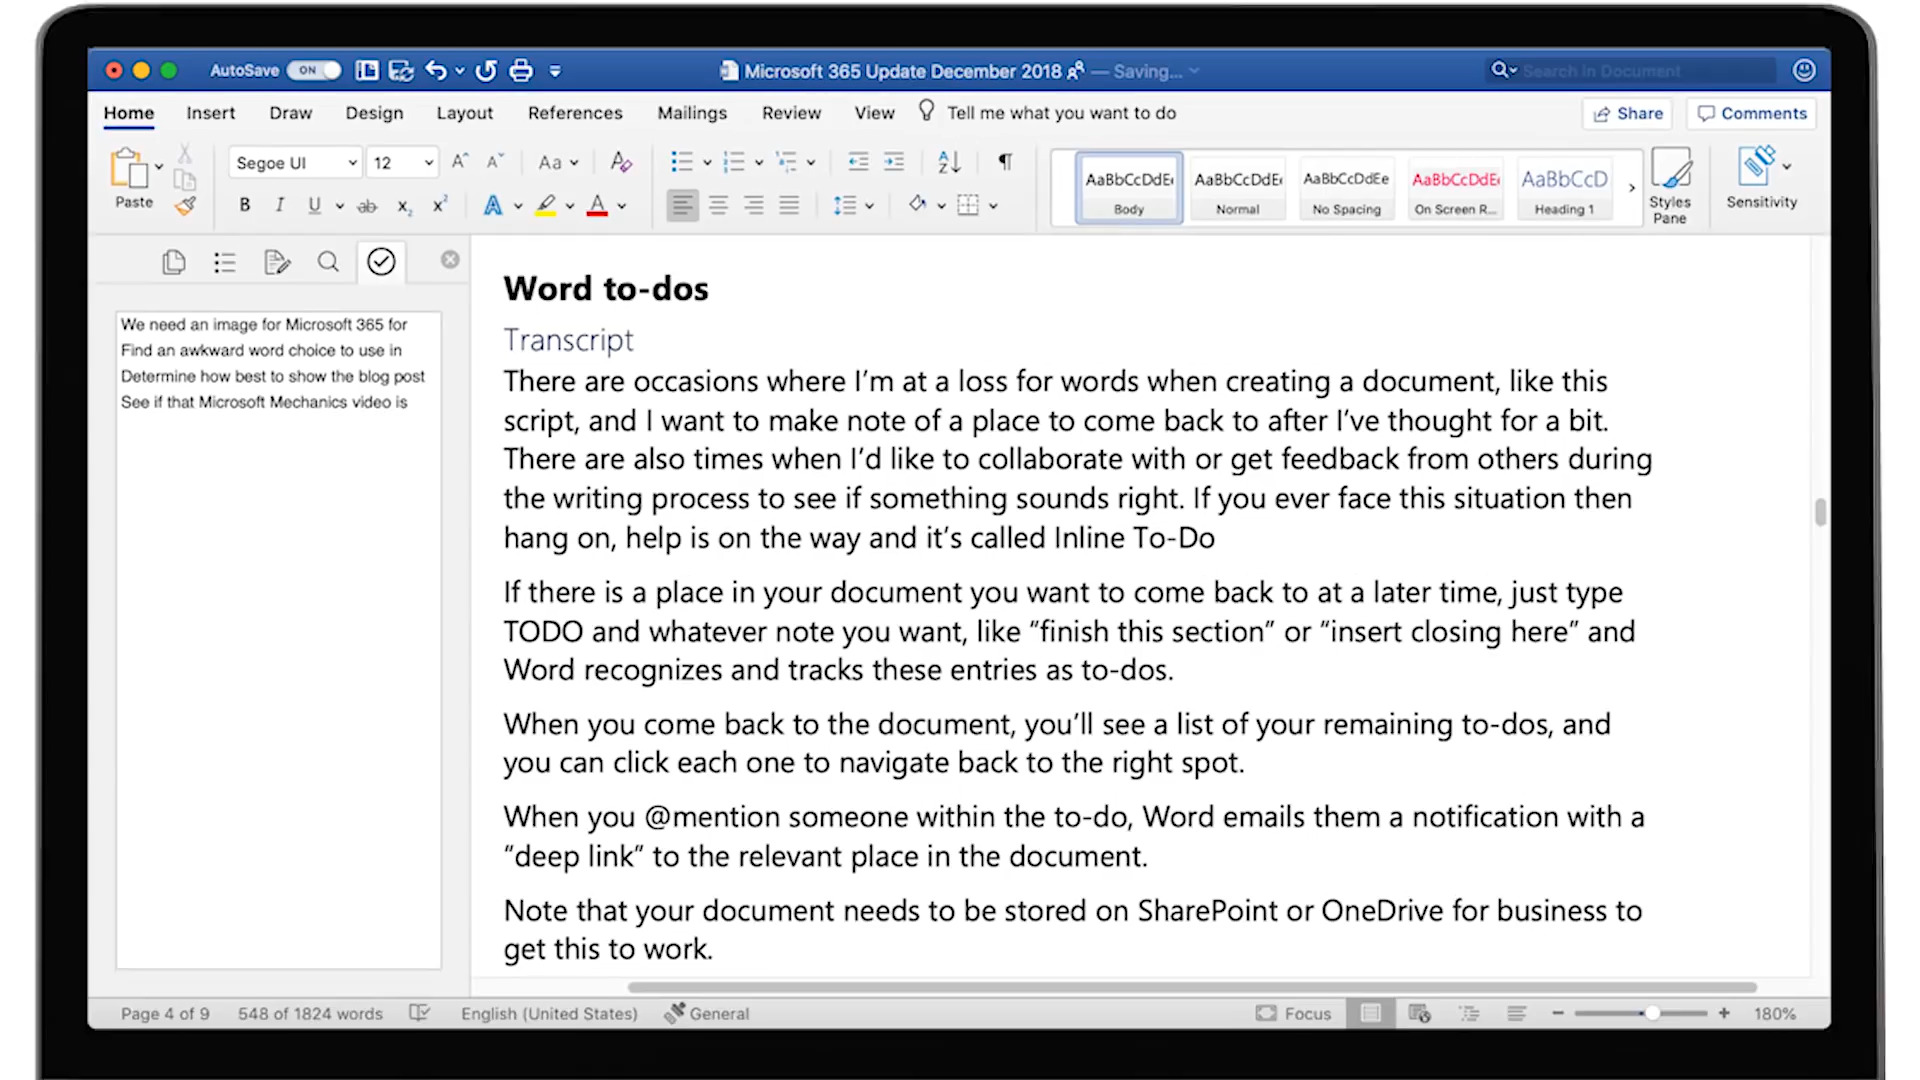 AutoSave ON
Microsoft 365 Update December 2018 — Saving...
Search in Document
Home Insert Draw Design Layout References Mailings Review View Tell me what you want to do
Share Comments
Paste
Segoe UI 12
Aa
B I U ab X₂ X²
A A
AaBbCcDdEe Body
AaBbCcDdEe Normal
AaBbCcDdEe No Spacing
AaBbCcDdEe On Screen R...
AaBbCcD Heading 1
Styles
Pane
Sensitivity
We need an image for Microsoft 365 for
Find an awkward word choice to use in
Determine how best to show the blog post
See if that Microsoft Mechanics video is
Word to-dos
Transcript
There are occasions where I’m at a loss for words when creating a document, like this
script, and I want to make note of a place to come back to after I’ve thought for a bit.
There are also times when I’d like to collaborate with or get feedback from others during
the writing process to see if something sounds right. If you ever face this situation then
hang on, help is on the way and it’s called Inline To-Do
If there is a place in your document you want to come back to at a later time, just type
TODO and whatever note you want, like “finish this section” or “insert closing here” and
Word recognizes and tracks these entries as to-dos.
When you come back to the document, you’ll see a list of your remaining to-dos, and
you can click each one to navigate back to the right spot.
When you @mention someone within the to-do, Word emails them a notification with a
“deep link” to the relevant place in the document.
Note that your document needs to be stored on SharePoint or OneDrive for business to
get this to work.
Page 4 of 9 548 of 1824 words English (United States) General Focus 180%